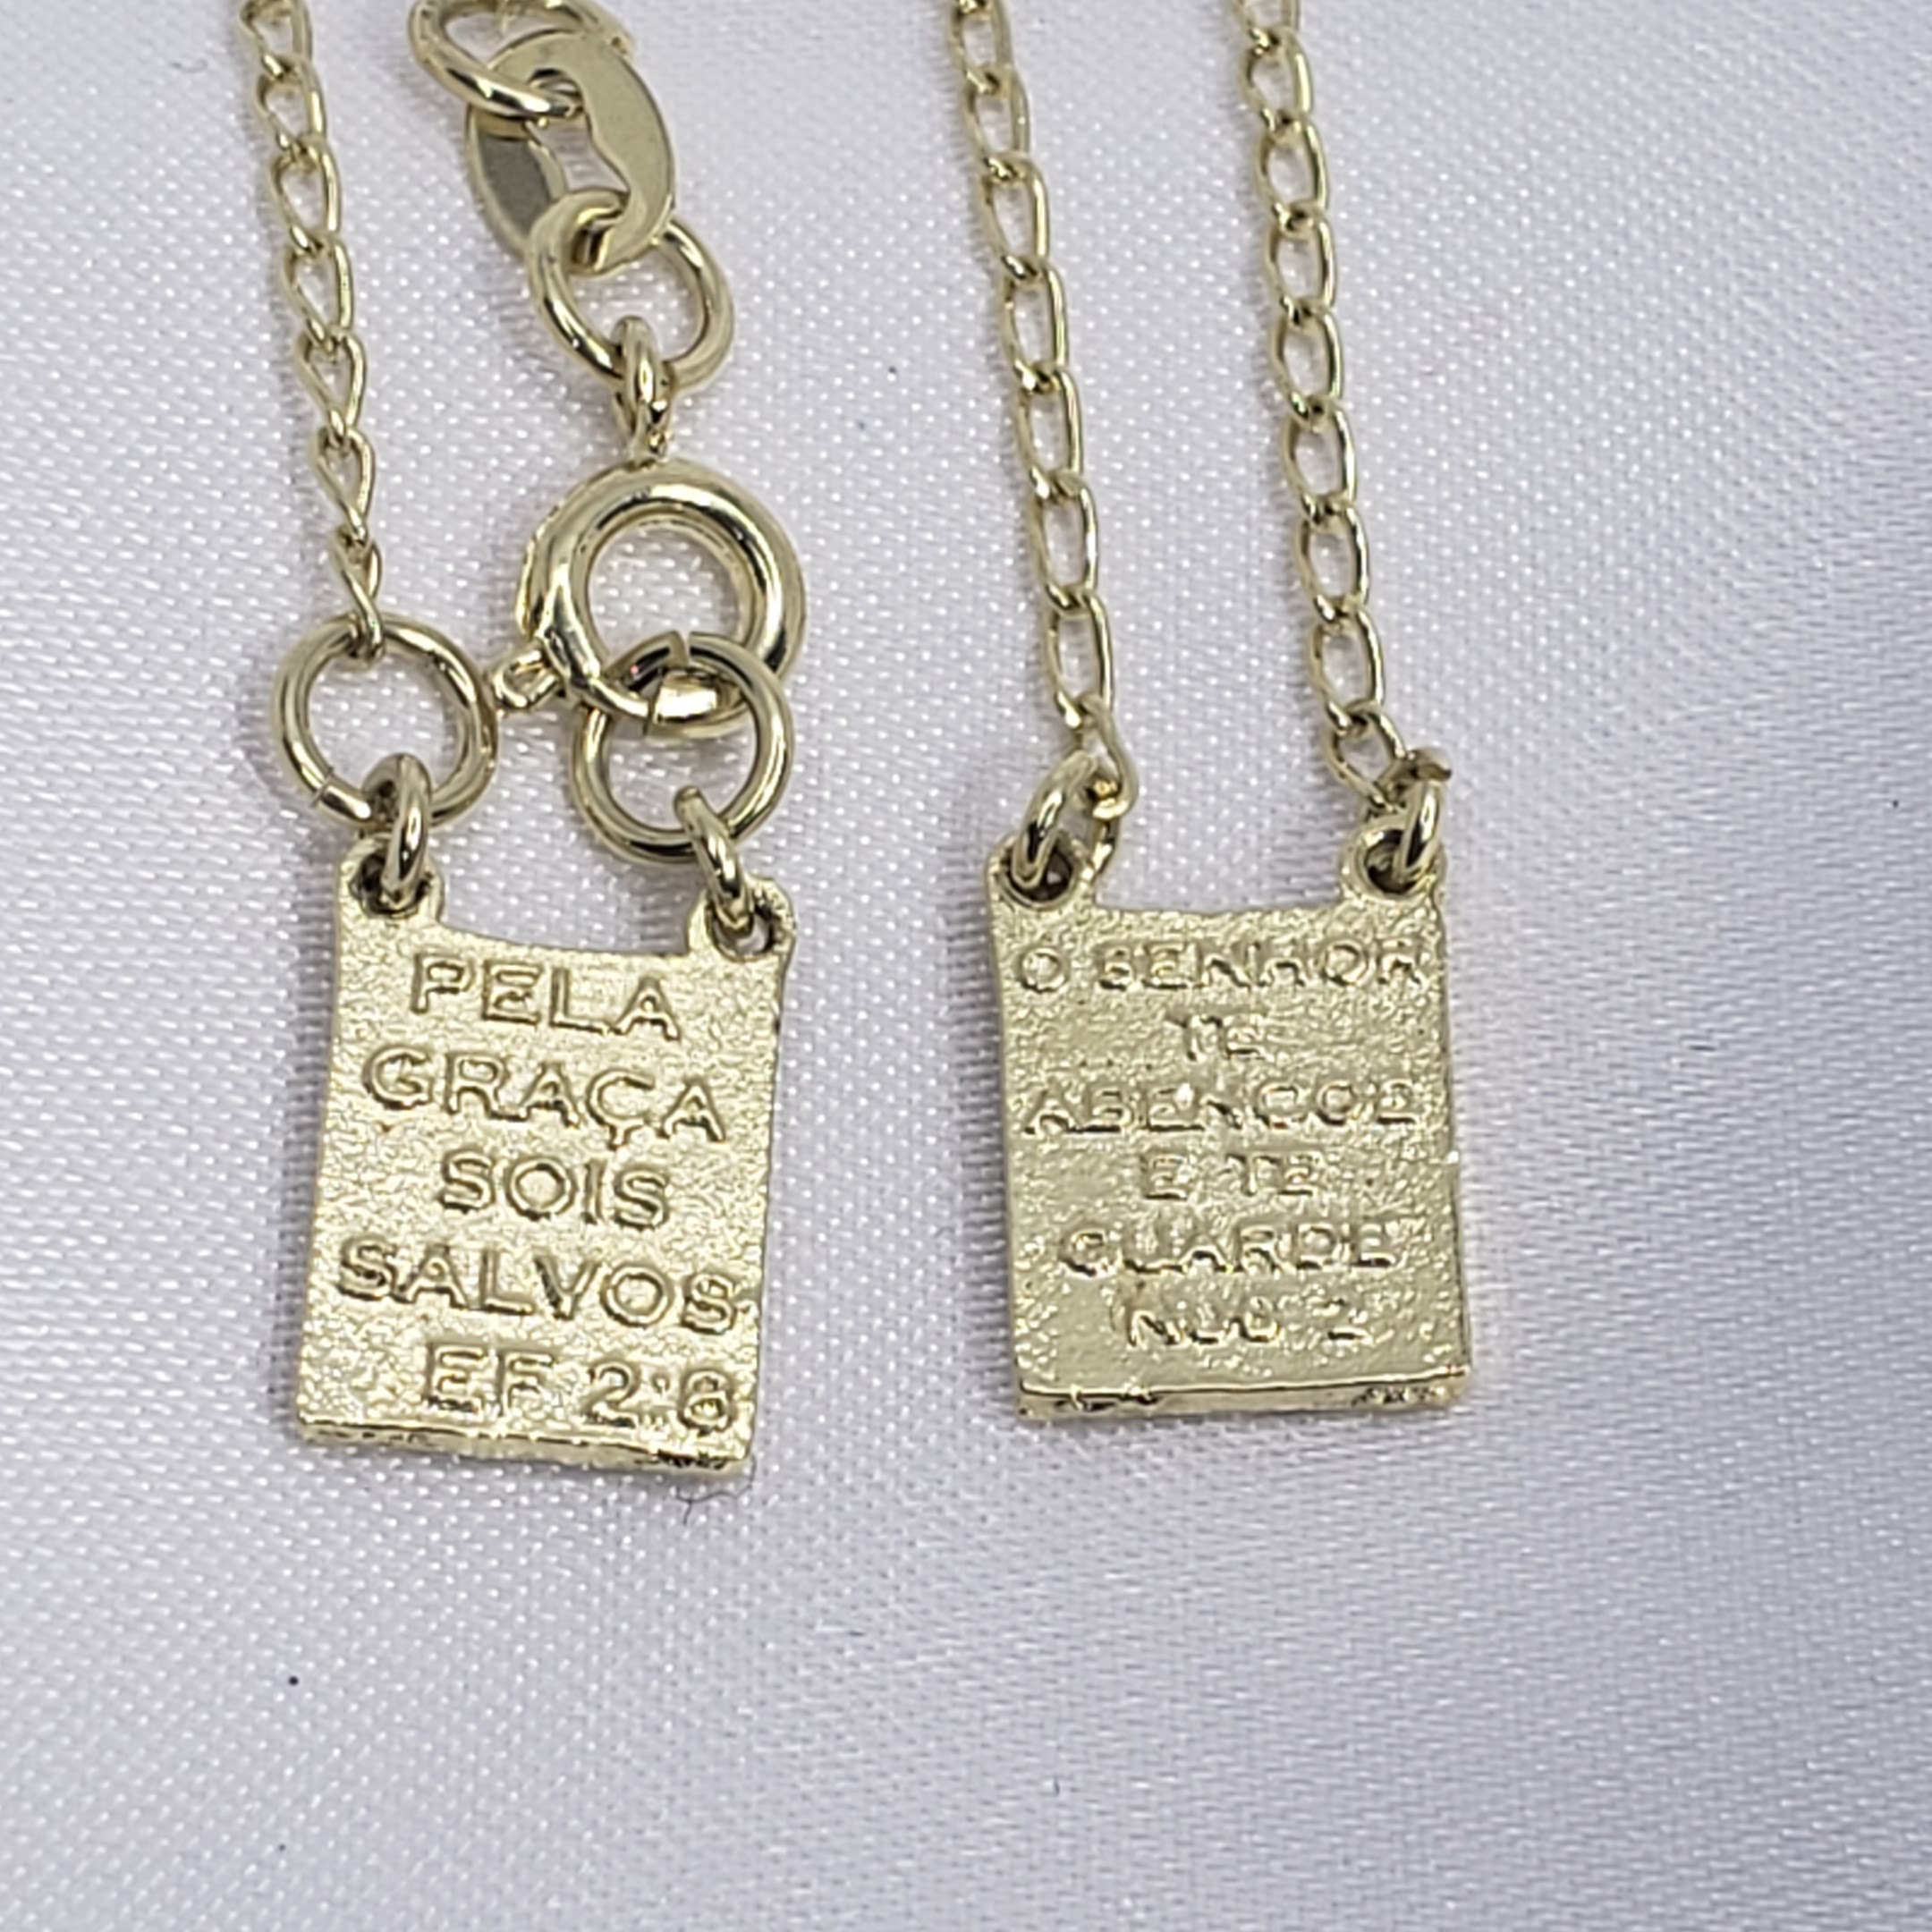 PELA
GRAÇA
SOIS
SALVOS
EF 2:8
O SENHOR
TE
ABENÇOE
E TE
GUARDE